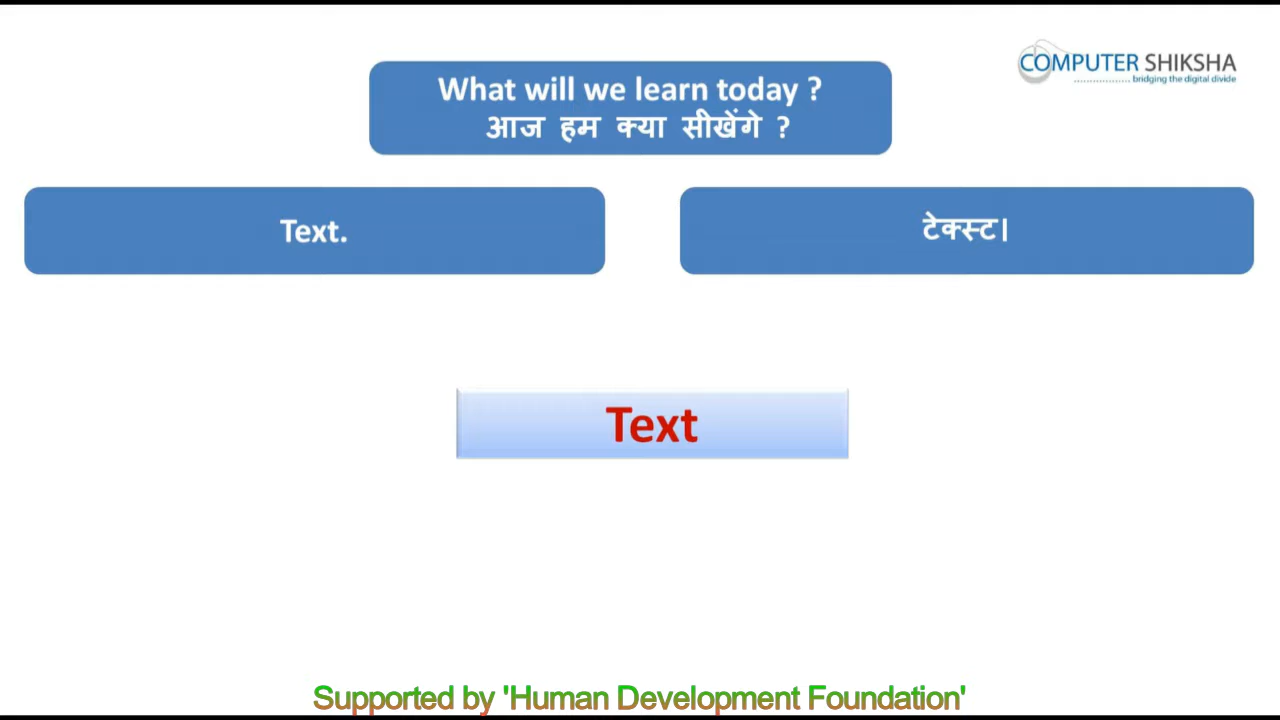 COMPUTER SHIKSHA
bridging the digital divide
What will we learn today ?
आज हम क्या सीखेंगे ?
Text.
टेक्स्ट।
Text
Supported by 'Human Development Foundation'